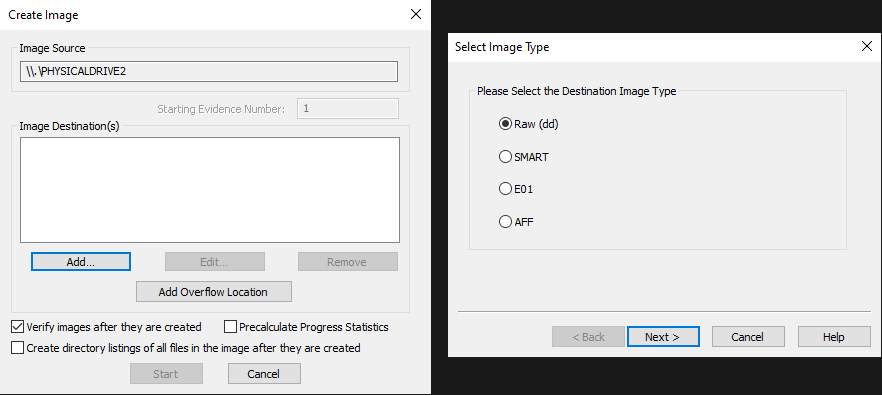 Create Image
Image Source
\\.\PHYSICALDRIVE2
Starting Evidence Number: 1
Image Destination(s)
Add...
Edit...
Remove
Add Overflow Location
Verify images after they are created
Precalculate Progress Statistics
Create directory listings of all files in the image after they are created
Start
Cancel
Select Image Type
Please Select the Destination Image Type
Raw (dd)
SMART
E01
AFF
< Back
Next >
Cancel
Help